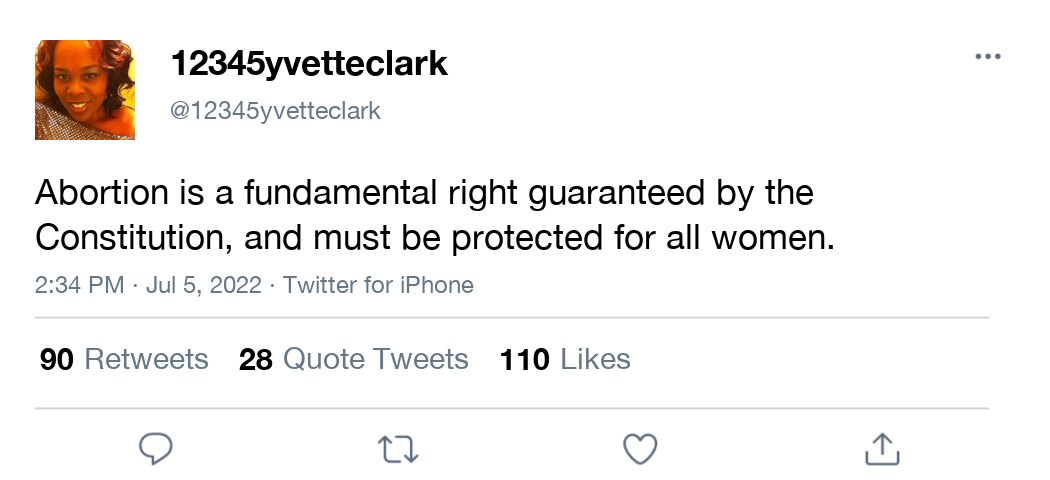 12345yvetteclark
@12345yvetteclark
Abortion is a fundamental right guaranteed by the
Constitution, and must be protected for all women.
2:34 PM · Jul 5, 2022 · Twitter for iPhone
90 Retweets 28 Quote Tweets 110 Likes